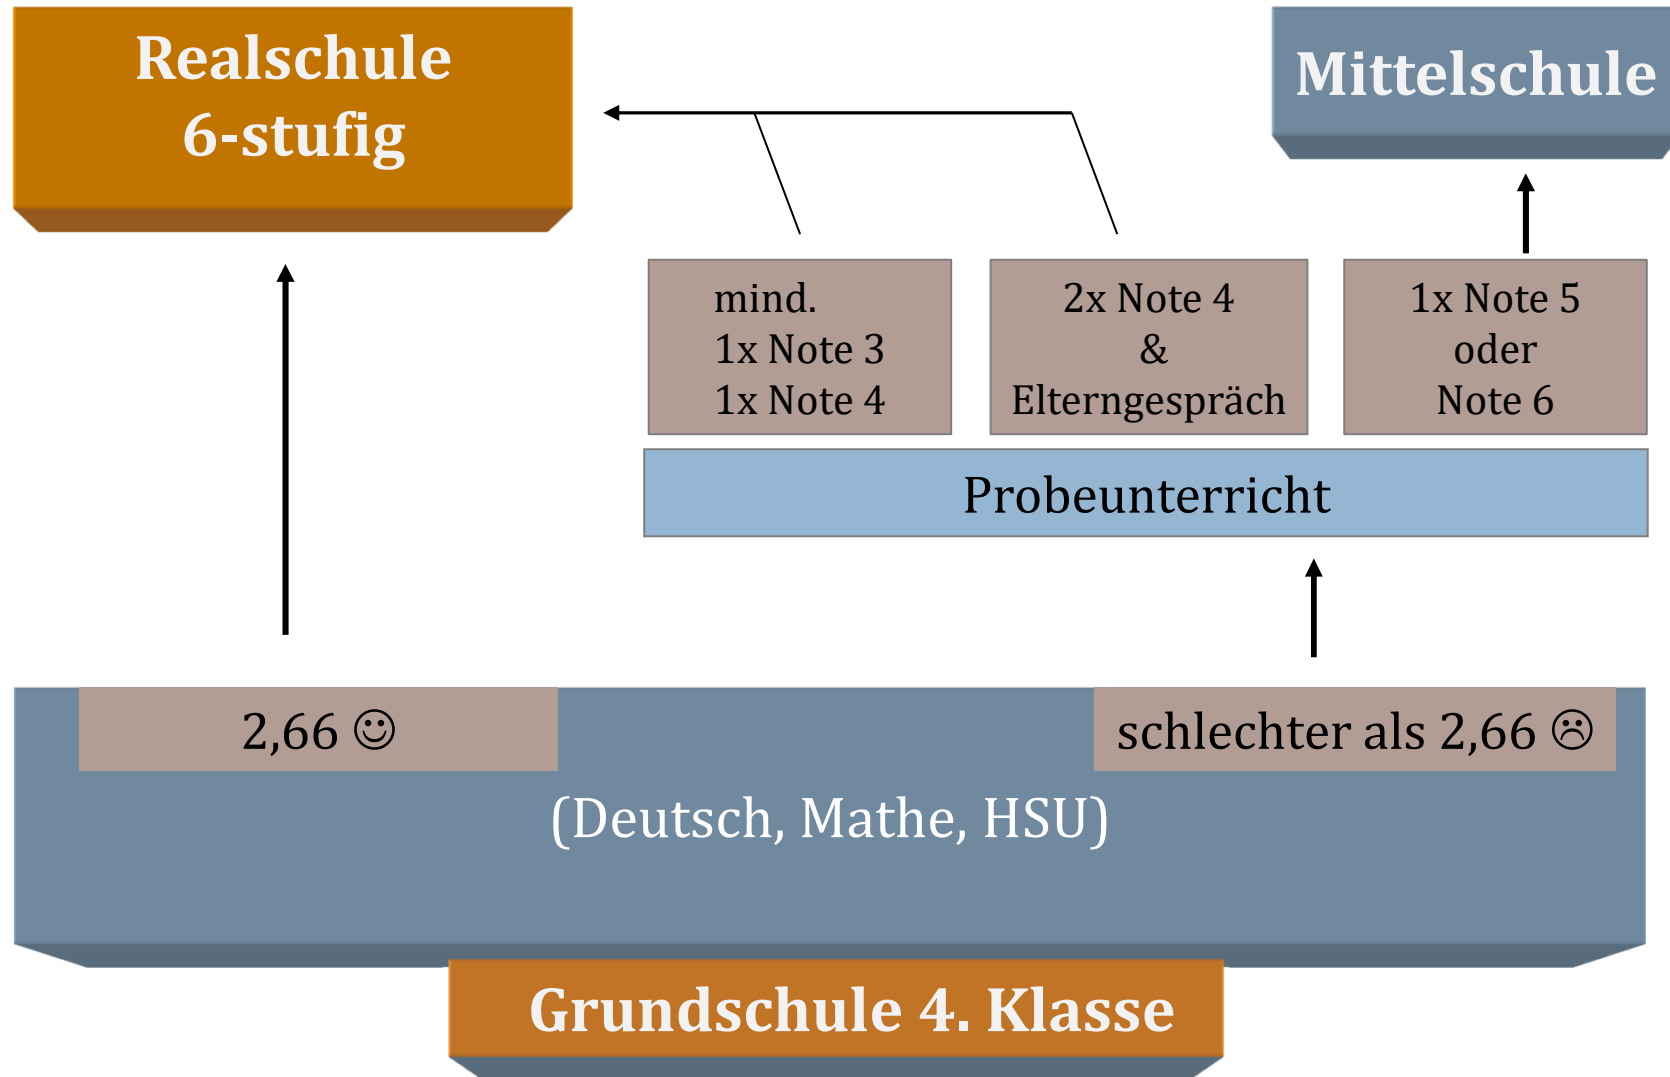 Realschule
6-stufig
Mittelschule
mind.
1x Note 3
1x Note 4
2x Note 4
&
Elterngespräch
1x Note 5
oder
Note 6
Probeunterricht
2,66 ☺
schlechter als 2,66 ☹
(Deutsch, Mathe, HSU)
Grundschule 4. Klasse